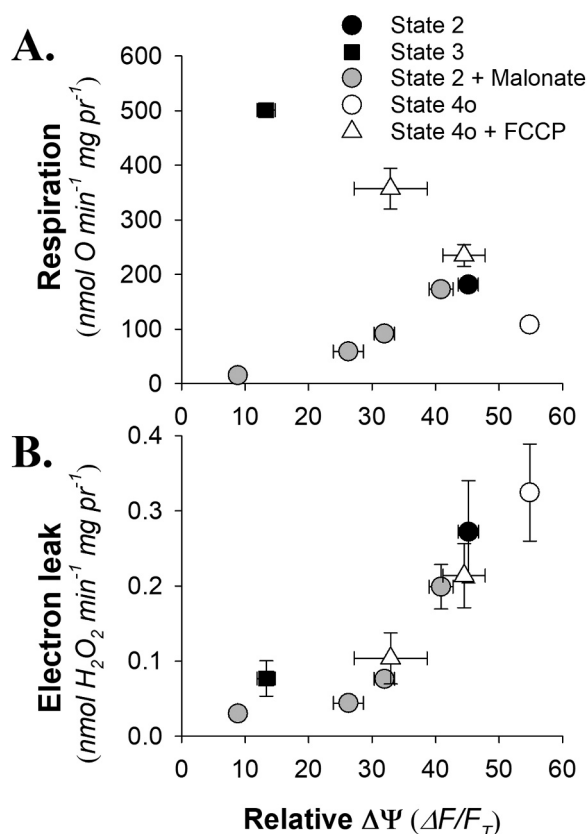 A.
State 2
State 3
State 2 + Malonate
State 4o
State 4o + FCCP
Respiration
(nmol O min⁻¹ mg pr⁻¹)
600
500
400
300
200
100
0
0 10 20 30 40 50 60
B.
Electron leak
(nmol H₂O₂ min⁻¹ mg pr⁻¹)
0.4
0.3
0.2
0.1
0.0
0 10 20 30 40 50 60
Relative ΔΨ (ΔF/F_T)